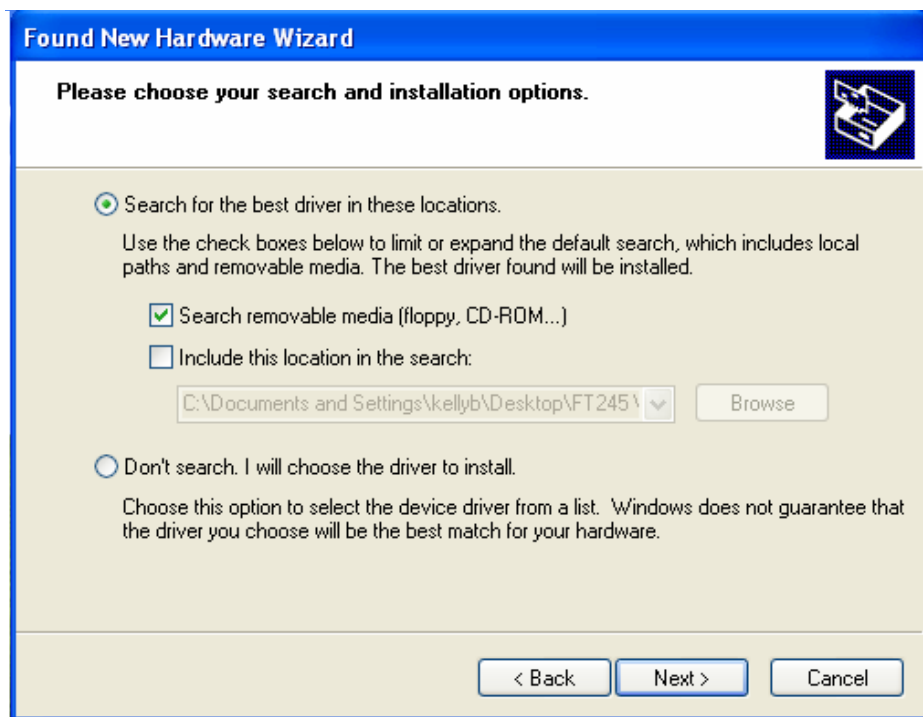 Found New Hardware Wizard
Please choose your search and installation options.
Search for the best driver in these locations.
Use the check boxes below to limit or expand the default search, which includes local
paths and removable media. The best driver found will be installed.
Search removable media (floppy, CD-ROM...)
Include this location in the search:
C:\Documents and Settings\kellyb\Desktop\FT245 \
Browse
Don't search. I will choose the driver to install.
Choose this option to select the device driver from a list. Windows does not guarantee that
the driver you choose will be the best match for your hardware.
< Back
Next >
Cancel